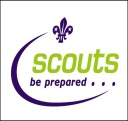 scouts
be prepared . . .